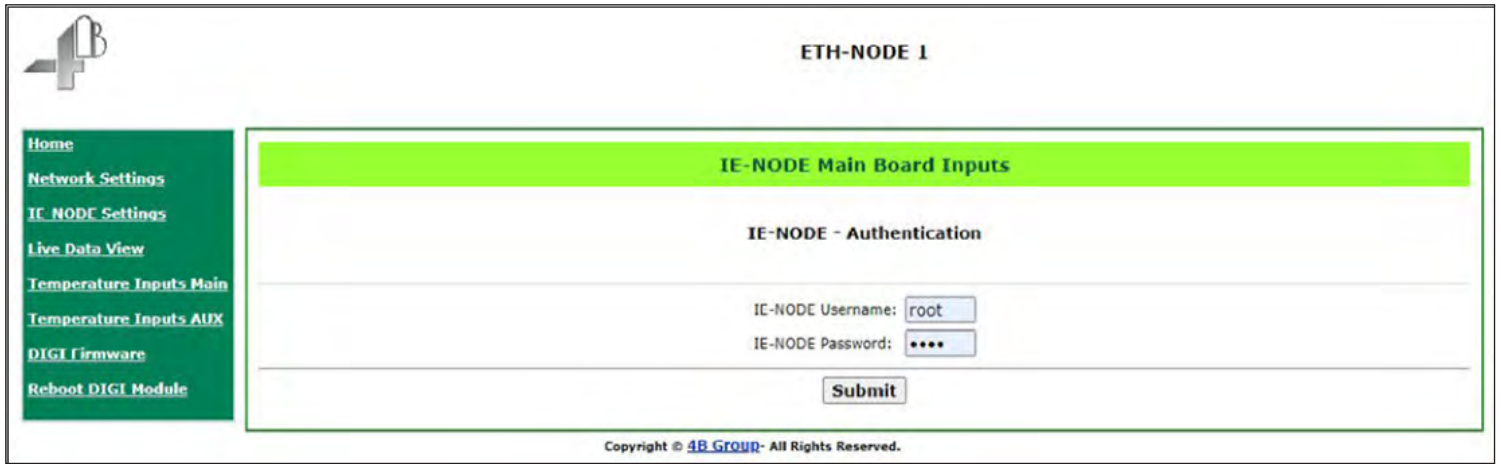 4B
ETH-NODE 1
Home
Network Settings
IE NODE Settings
Live Data View
Temperature Inputs Main
Temperature Inputs AUX
DIGI Firmware
Reboot DIGI Module
IE-NODE Main Board Inputs
IE-NODE - Authentication
IE-NODE Username: root
IE-NODE Password: ••••
Submit
Copyright © 4B Group- All Rights Reserved.